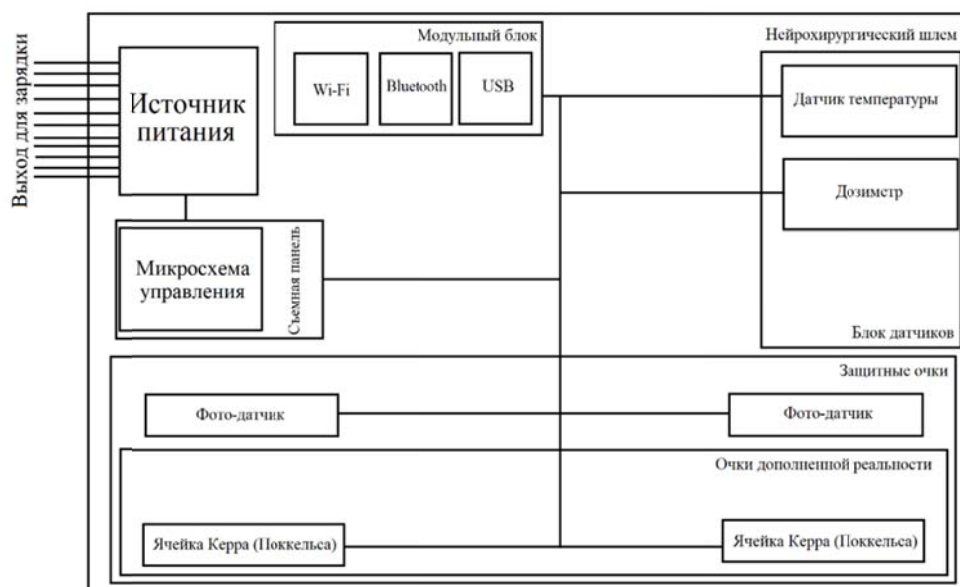 Модульный блок
Нейрохирургический шлем
Выход для зарядки
Источник
питания
Wi-Fi
Bluetooth
USB
Датчик температуры
Дозиметр
Микросхема
управления
Съемная панель
Блок датчиков
Защитные очки
Фото-датчик
Фото-датчик
Очки дополненной реальности
Ячейка Керра (Поккельса)
Ячейка Керра (Поккельса)